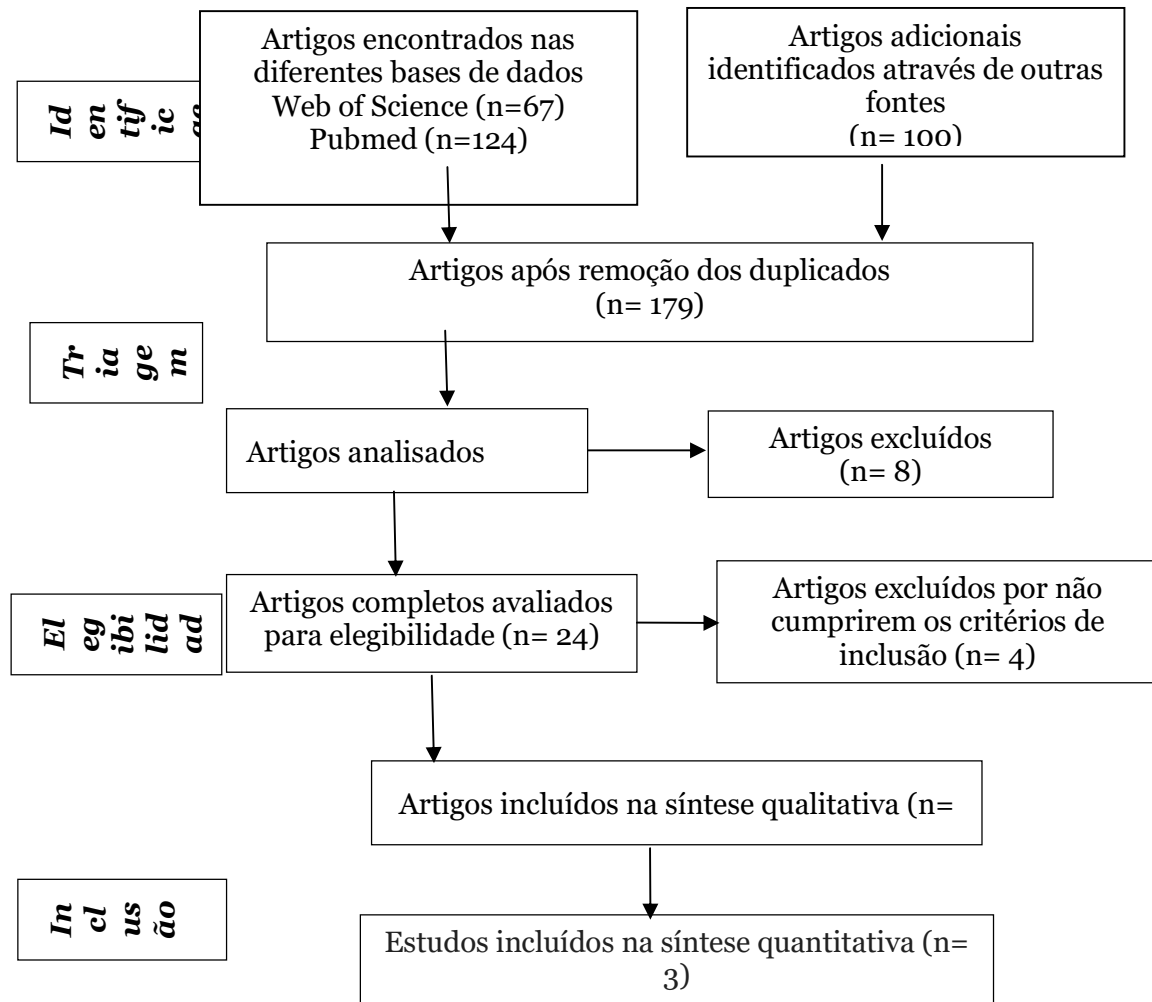 Artigos encontrados nas
diferentes bases de dados
Web of Science (n=67)
Pubmed (n=124)
Artigos adicionais
identificados através de outras
fontes
(n= 100)
Id
en
tif
ic
Artigos após remoção dos duplicados
(n= 179)
Tr
ia
ge
m
Artigos analisados
Artigos excluídos
(n= 8)
El
eg
ibi
lid
ad
Artigos completos avaliados
para elegibilidade (n= 24)
Artigos excluídos por não
cumprirem os critérios de
inclusão (n= 4)
Artigos incluídos na síntese qualitativa (n=
In
cl
us
ão
Estudos incluídos na síntese quantitativa (n=
3)